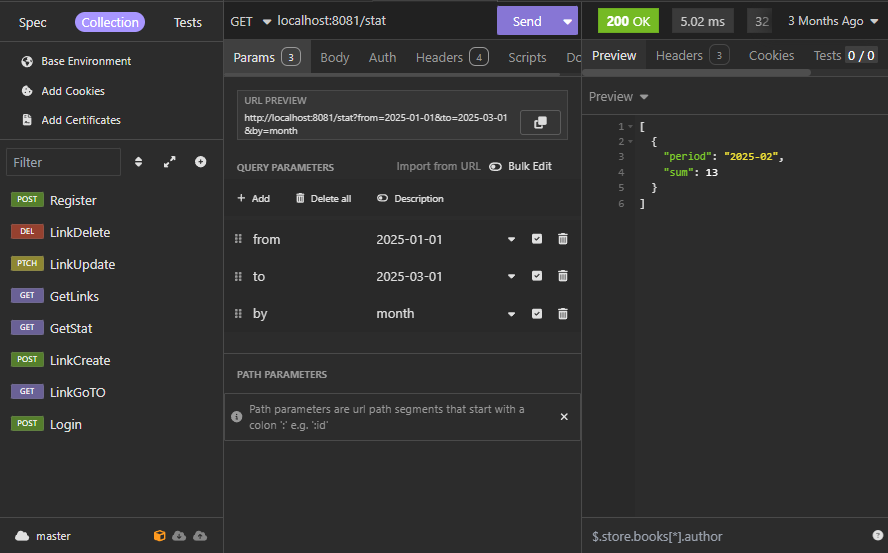 Spec Collection Tests
Base Environment
Add Cookies
Add Certificates
Filter
POST Register
DEL LinkDelete
PTCH LinkUpdate
GET GetLinks
GET GetStat
POST LinkCreate
GET LinkGoTO
POST Login
master
GET localhost:8081/stat Send
Params 3 Body Auth Headers 4 Scripts Do
URL PREVIEW
http://localhost:8081/stat?from=2025-01-01&to=2025-03-01
&by=month
QUERY PARAMETERS Import from URL Bulk Edit
+ Add Delete all Description
from 2025-01-01
to 2025-03-01
by month
PATH PARAMETERS
Path parameters are url path segments that start with a
colon ':' e.g. ':id'
200 OK 5.02 ms 32 3 Months Ago
Preview Headers 3 Cookies Tests 0 / 0
Preview
1 [
2 {
3 "period": "2025-02",
4 "sum": 13
5 }
6 ]
$.store.books[*].author ?